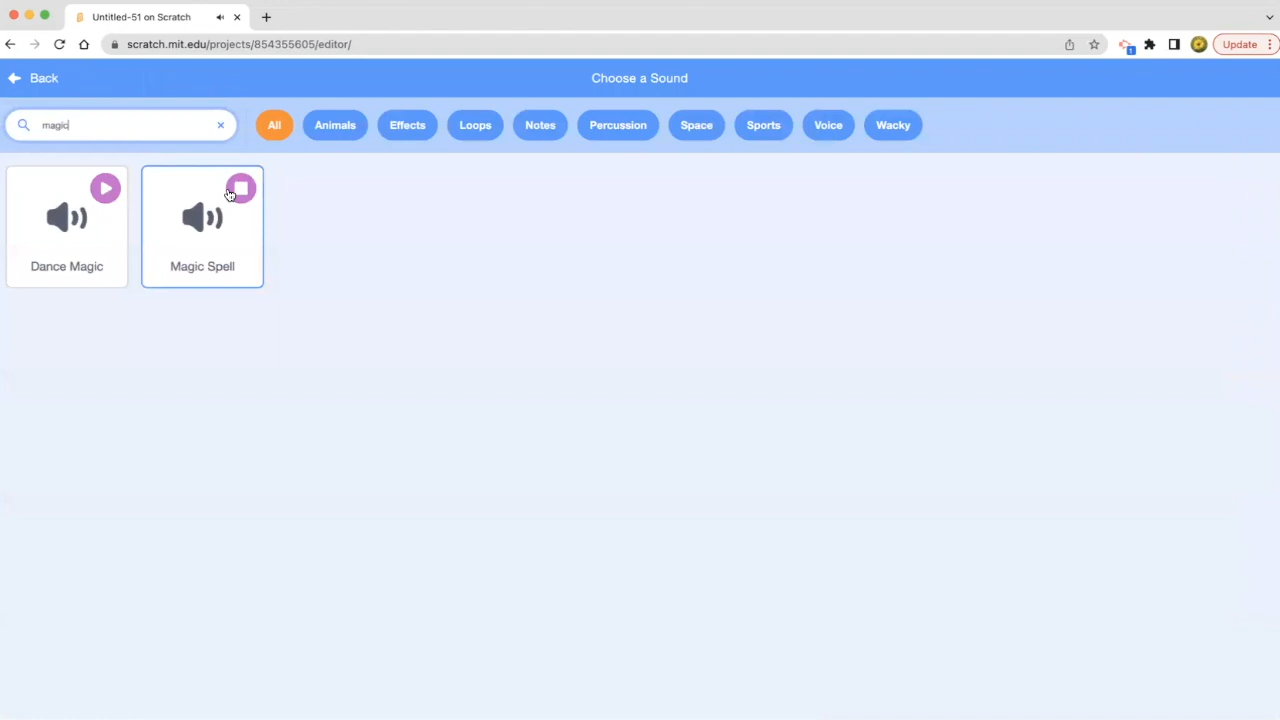 Untitled-51 on Scratch
scratch.mit.edu/projects/854355605/editor/
1
Update
Back
Choose a Sound
magic
All
Animals
Effects
Loops
Notes
Percussion
Space
Sports
Voice
Wacky
Dance Magic
Magic Spell